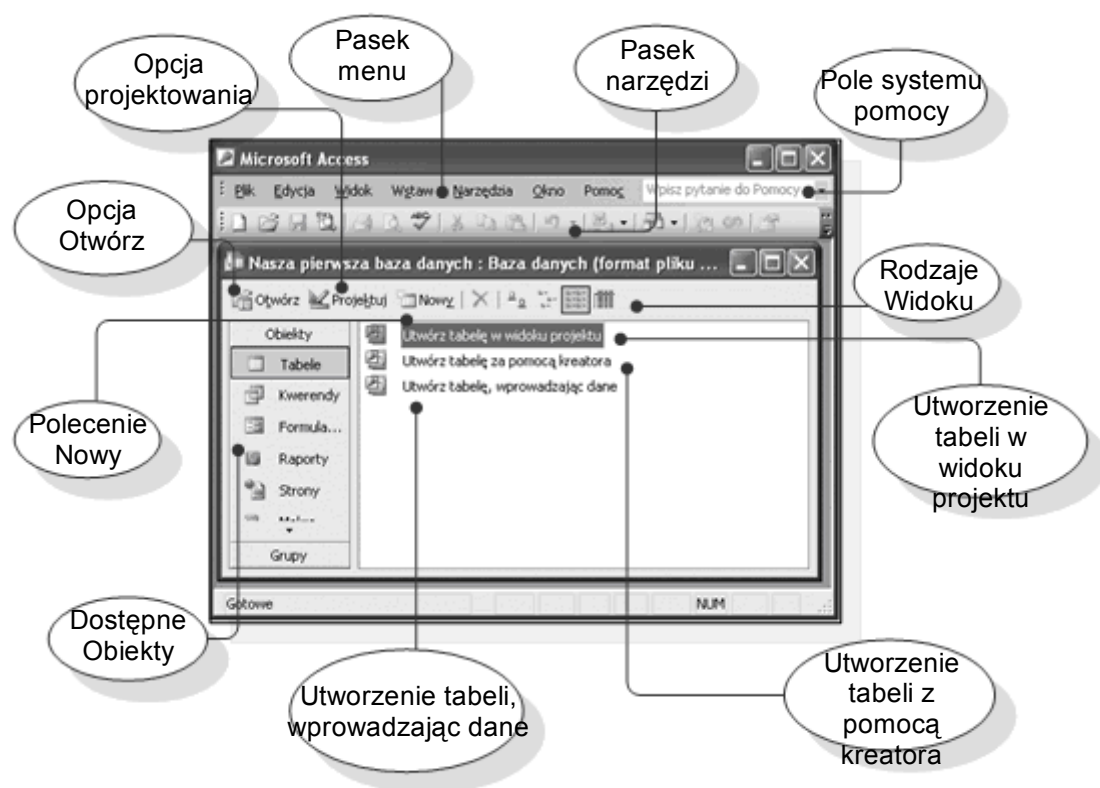 Pasek
menu
Pasek
narzędzi
Opcja
projektowania
Pole systemu
pomocy
Microsoft Access
Plik Edycja Widok Wstaw Narzędzia Okno Pomoc Wpisz pytanie do Pomocy
Opcja
Otwórz
Nasza pierwsza baza danych : Baza danych (format pliku ...
Rodzaje
Widoku
Otwórz Projektuj Nowy
Obiekty
Utwórz tabelę w widoku projektu
Tabele
Utwórz tabelę za pomocą kreatora
Kwerendy
Utwórz tabelę, wprowadzając dane
Formula...
Raporty
Strony
Grupy
Polecenie
Nowy
Utworzenie
tabeli w
widoku
projektu
Gotowe NUM
Dostępne
Obiekty
Utworzenie tabeli,
wprowadzając dane
Utworzenie
tabeli z
pomocą
kreatora